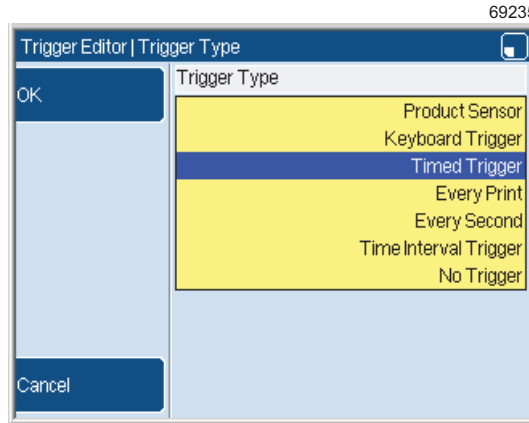 69235
Trigger Editor | Trigger Type
OK
Trigger Type
Product Sensor
Keyboard Trigger
Timed Trigger
Every Print
Every Second
Time Interval Trigger
No Trigger
Cancel